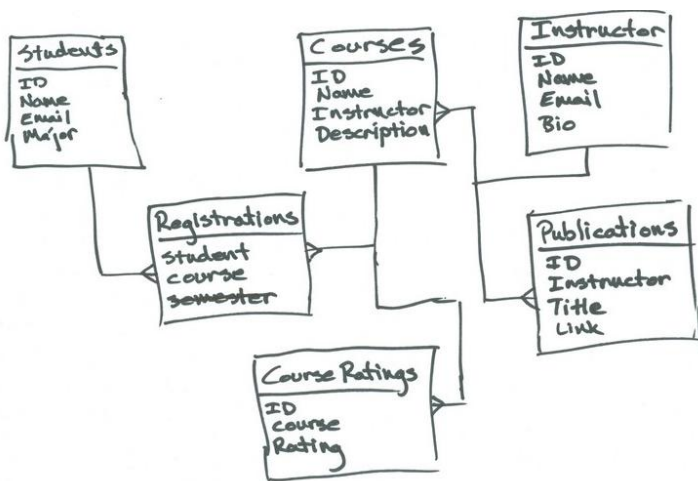 Students
ID
Name
Email
Major
Courses
ID
Name
Instructor
Description
Instructor
ID
Name
Email
Bio
Registrations
student
course
semester
Publications
ID
Instructor
Title
Link
Course Ratings
ID
course
Rating